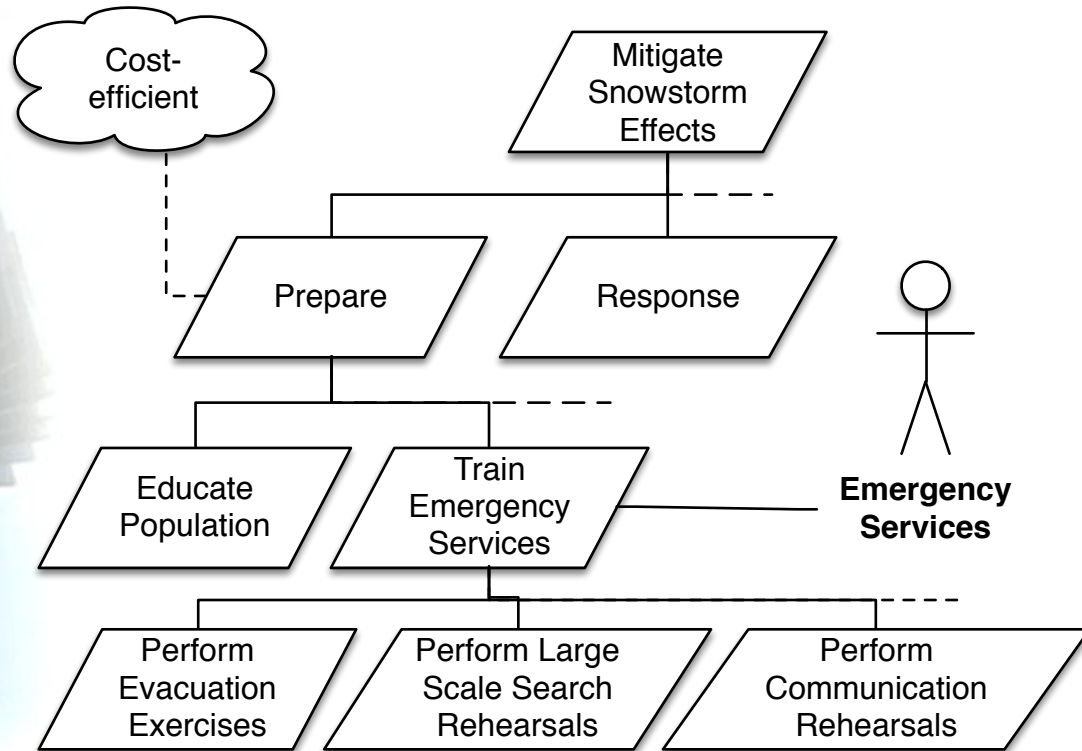 Cost-
efficient
Mitigate
Snowstorm
Effects
Prepare
Response
Educate
Population
Train
Emergency
Services
Emergency
Services
Perform
Evacuation
Exercises
Perform Large
Scale Search
Rehearsals
Perform
Communication
Rehearsals